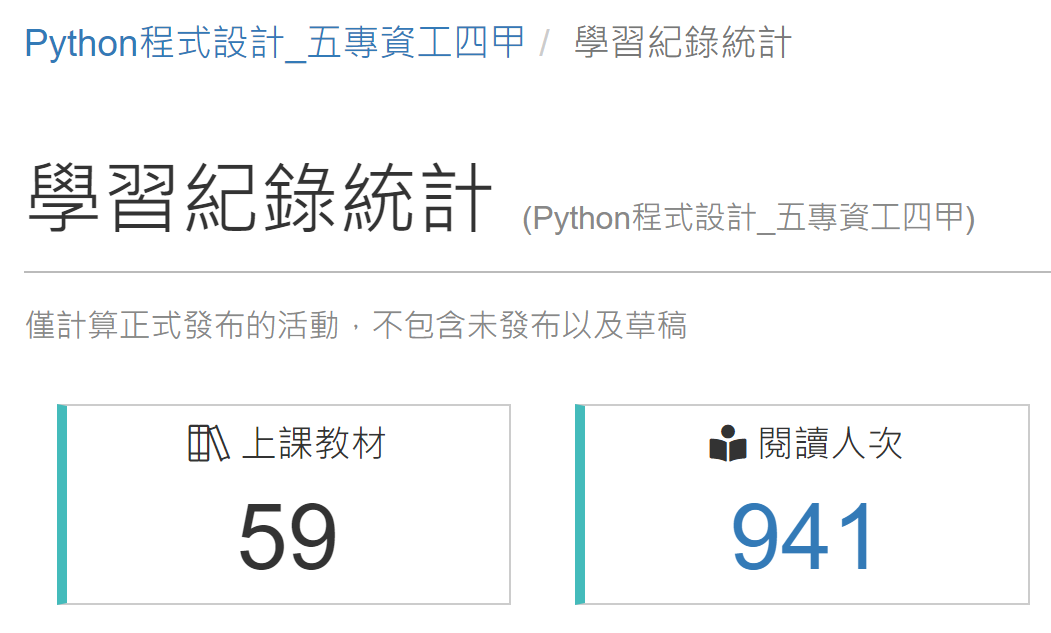 Python程式設計_五專資工四甲 / 學習紀錄統計
學習紀錄統計 (Python程式設計_五專資工四甲)
僅計算正式發布的活動，不包含未發布以及草稿
上課教材
59
閱讀人次
941